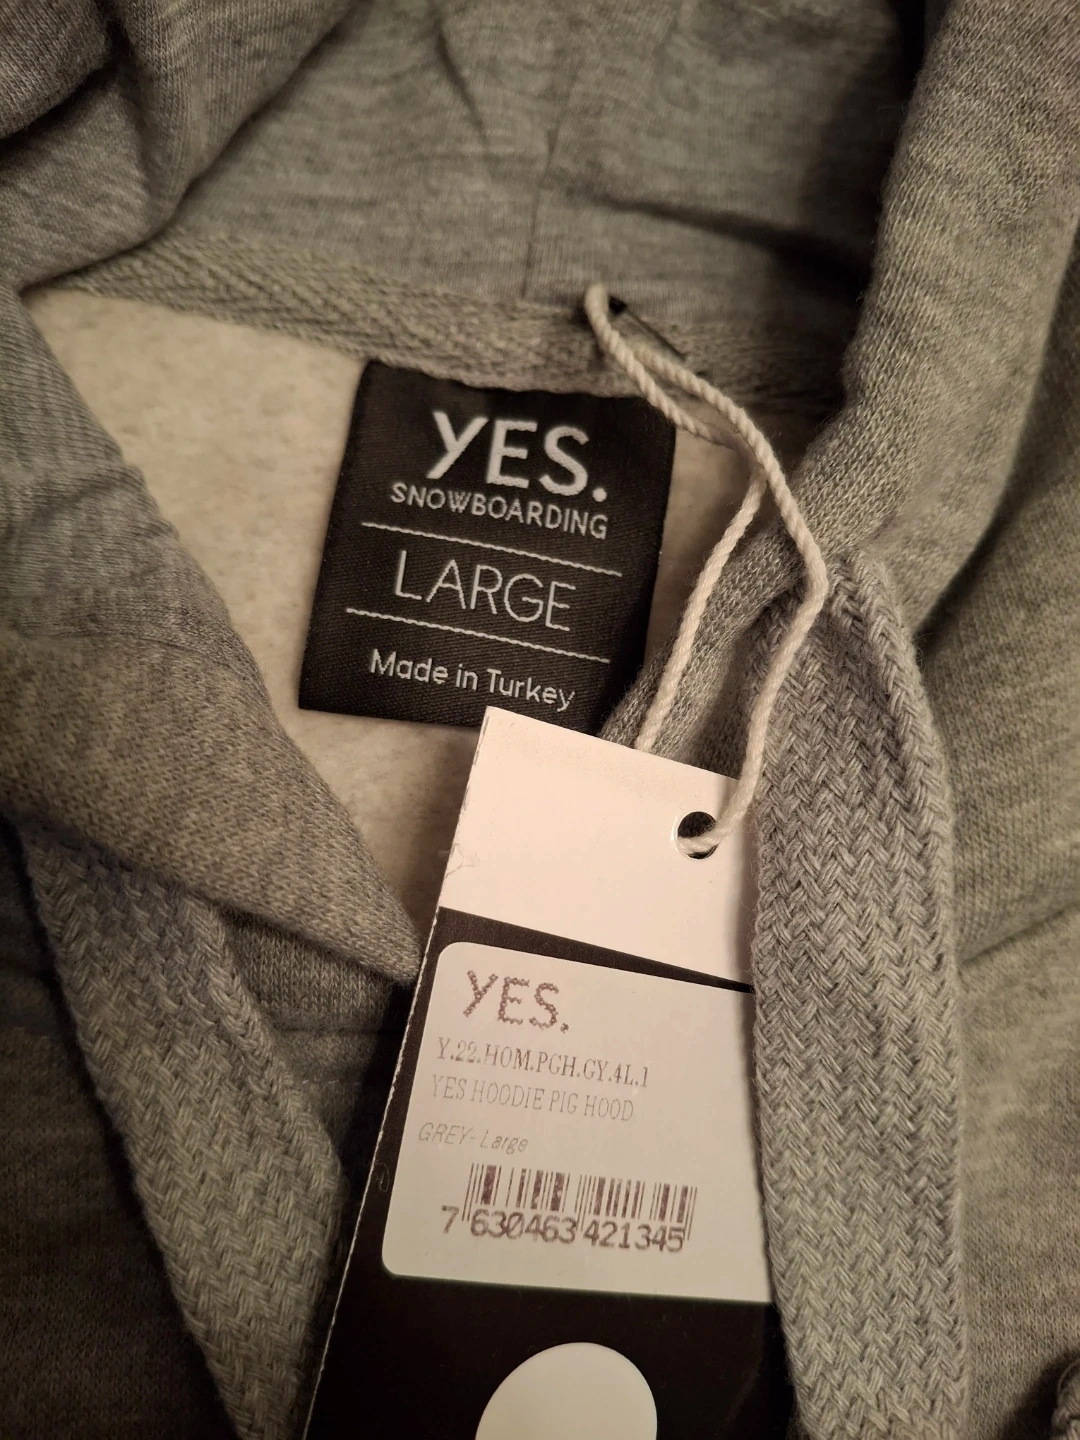 YES.
SNOWBOARDING
LARGE
Made in Turkey
YES.
Y.22.HOM.PGH.GY.4L.1
YES HOODIE PIG HOOD
GREY- Large
7 630463 421345